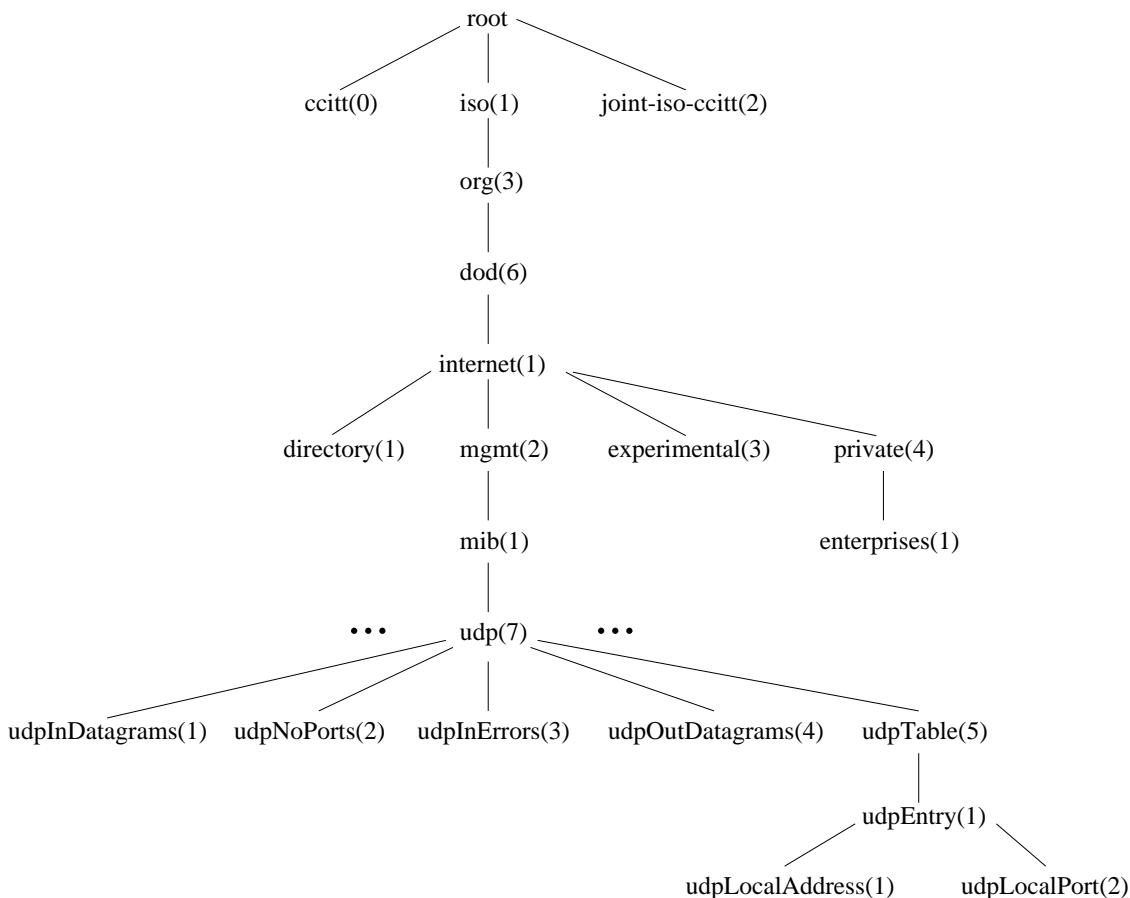 root
ccitt(0) iso(1) joint-iso-ccitt(2)
org(3)
dod(6)
internet(1)
directory(1) mgmt(2) experimental(3) private(4)
mib(1) enterprises(1)
... udp(7) ...
udpInDatagrams(1) udpNoPorts(2) udpInErrors(3) udpOutDatagrams(4) udpTable(5)
udpEntry(1)
udpLocalAddress(1) udpLocalPort(2)